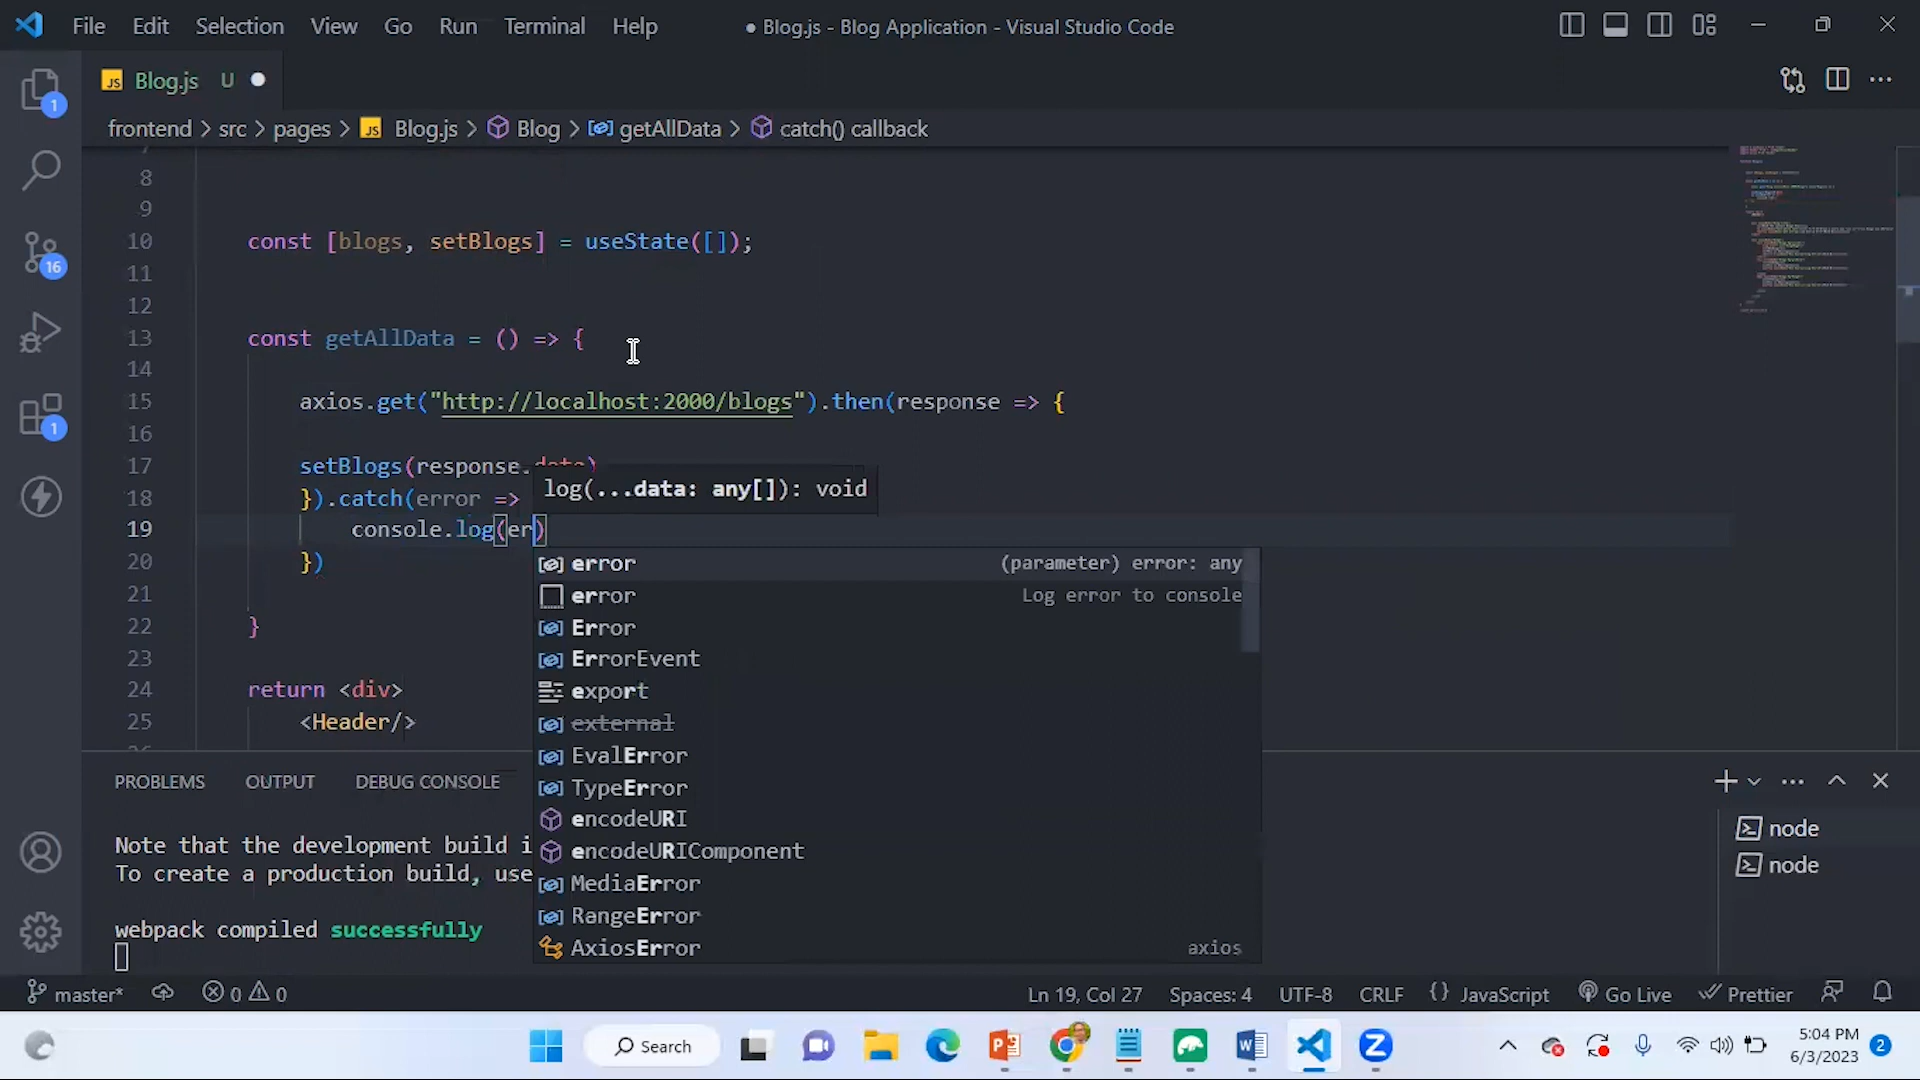 File Edit Selection View Go Run Terminal Help ● Blog.js - Blog Application - Visual Studio Code
JS Blog.js U
frontend > src > pages > JS Blog.js > Blog > getAllData > catch() callback
8
9
10 const [blogs, setBlogs] = useState([]);
11
12
13 const getAllData = () => {
14
15 axios.get("http://localhost:2000/blogs").then(response => {
16
17 setBlogs(response.data)
log(...data: any[]): void
18 }).catch(error =>
19 console.log(er)
20 })
21
22 }
23
24 return <div>
25 <Header/>
error (parameter) error: any
error Log error to console
Error
ErrorEvent
export
external
EvalError
TypeError
encodeURI
encodeURIComponent
MediaError
RangeError
AxiosError axios
PROBLEMS OUTPUT DEBUG CONSOLE
Note that the development build i
To create a production build, use
webpack compiled successfully
node
node
1
16
1
master* 0 0 Ln 19, Col 27 Spaces: 4 UTF-8 CRLF {} JavaScript Go Live Prettier
Search
5:04 PM
6/3/2023
2